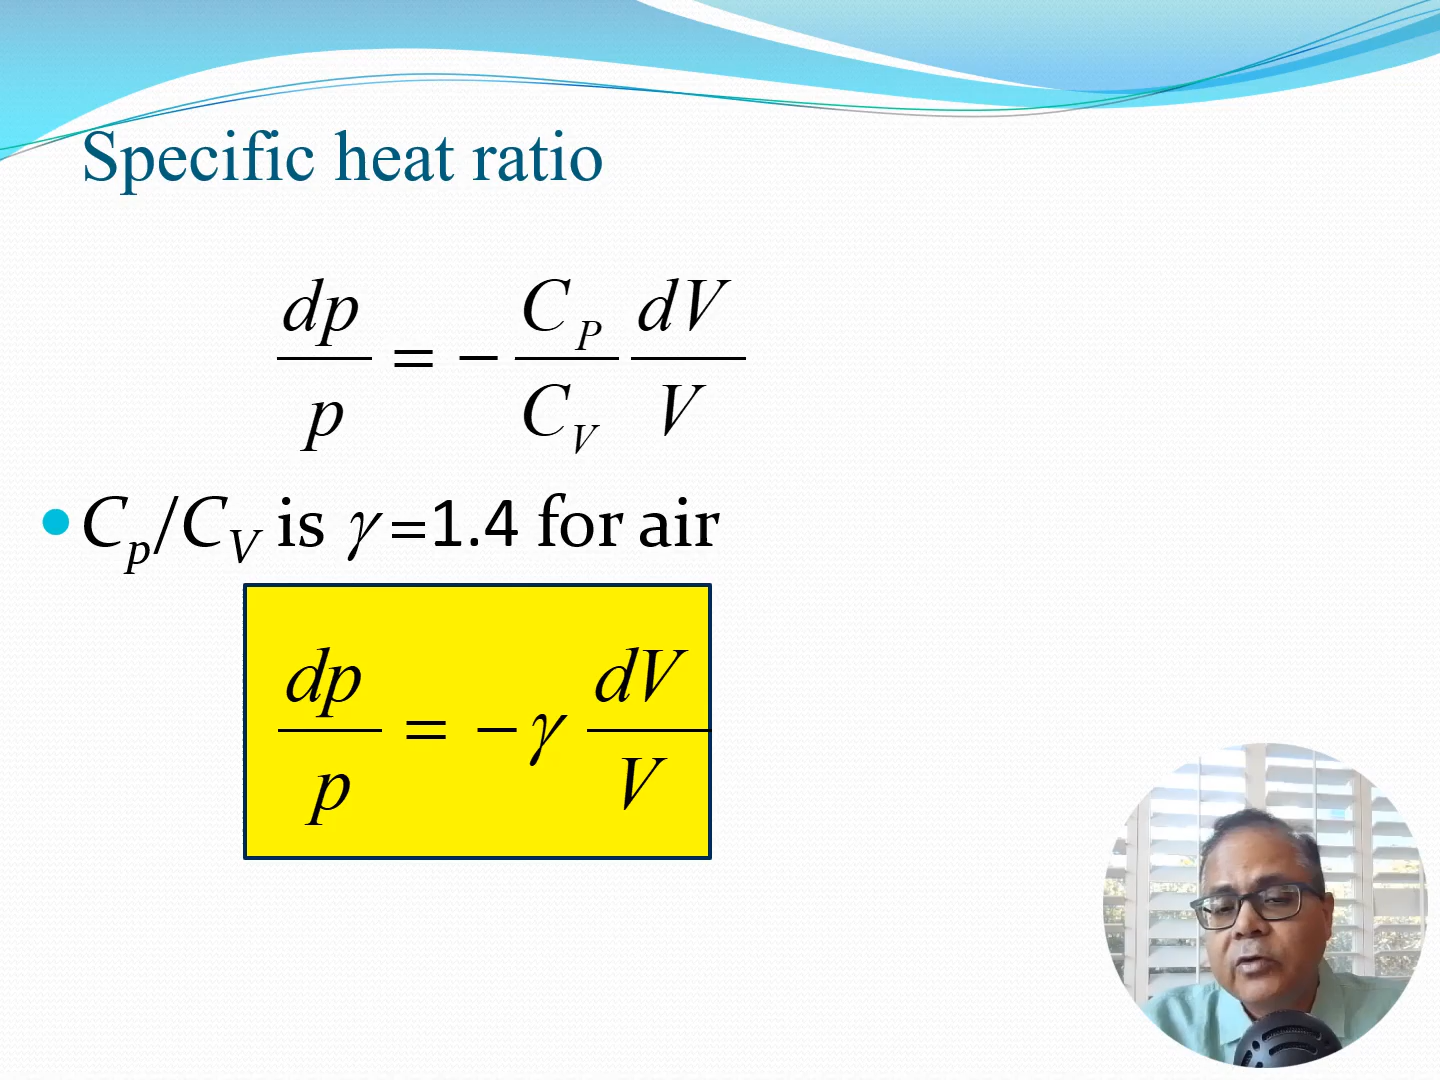 Specific heat ratio
dp/p = − C_P/C_V dV/V
• C_p/C_V is γ =1.4 for air
dp/p = − γ dV/V